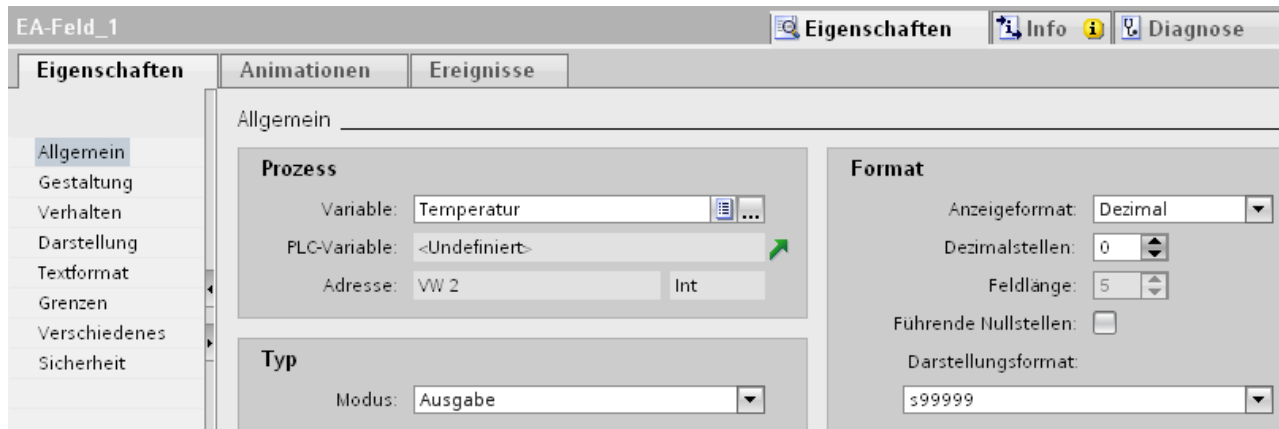 EA-Feld_1
Eigenschaften Info Diagnose
Eigenschaften Animationen Ereignisse
Allgemein
Gestaltung
Verhalten
Darstellung
Textformat
Grenzen
Verschiedenes
Sicherheit
Allgemein
Prozess
Variable: Temperatur ...
PLC-Variable: <Undefiniert>
Adresse: VW 2 Int
Typ
Modus: Ausgabe
Format
Anzeigeformat: Dezimal
Dezimalstellen: 0
Feldlänge: 5
Führende Nullstellen:
Darstellungsformat:
s99999